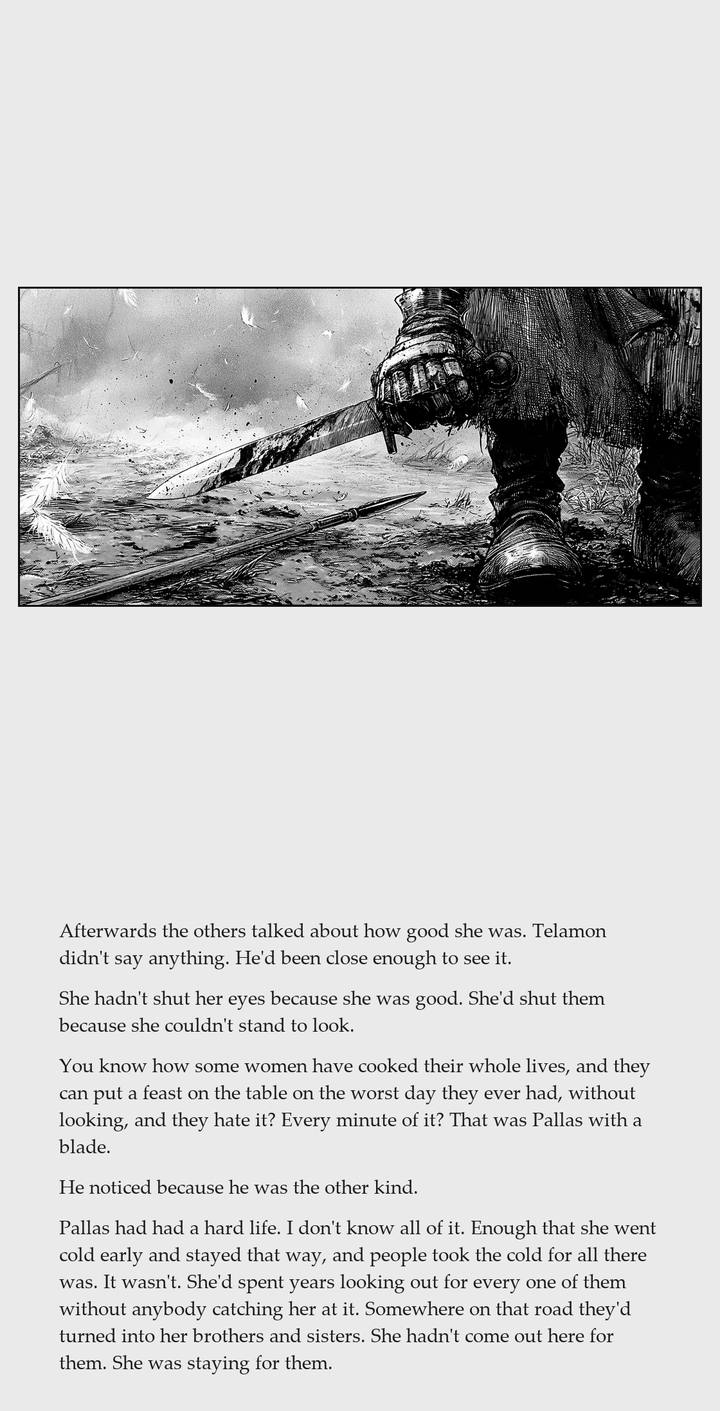 Afterwards the others talked about how good she was. Telamon
didn't say anything. He'd been close enough to see it.
She hadn't shut her eyes because she was good. She'd shut them
because she couldn't stand to look.
You know how some women have cooked their whole lives, and they
can put a feast on the table on the worst day they ever had, without
looking, and they hate it? Every minute of it? That was Pallas with a
blade.
He noticed because he was the other kind.
Pallas had had a hard life. I don't know all of it. Enough that she went
cold early and stayed that way, and people took the cold for all there
was. It wasn't. She'd spent years looking out for every one of them
without anybody catching her at it. Somewhere on that road they'd
turned into her brothers and sisters. She hadn't come out here for
them. She was staying for them.